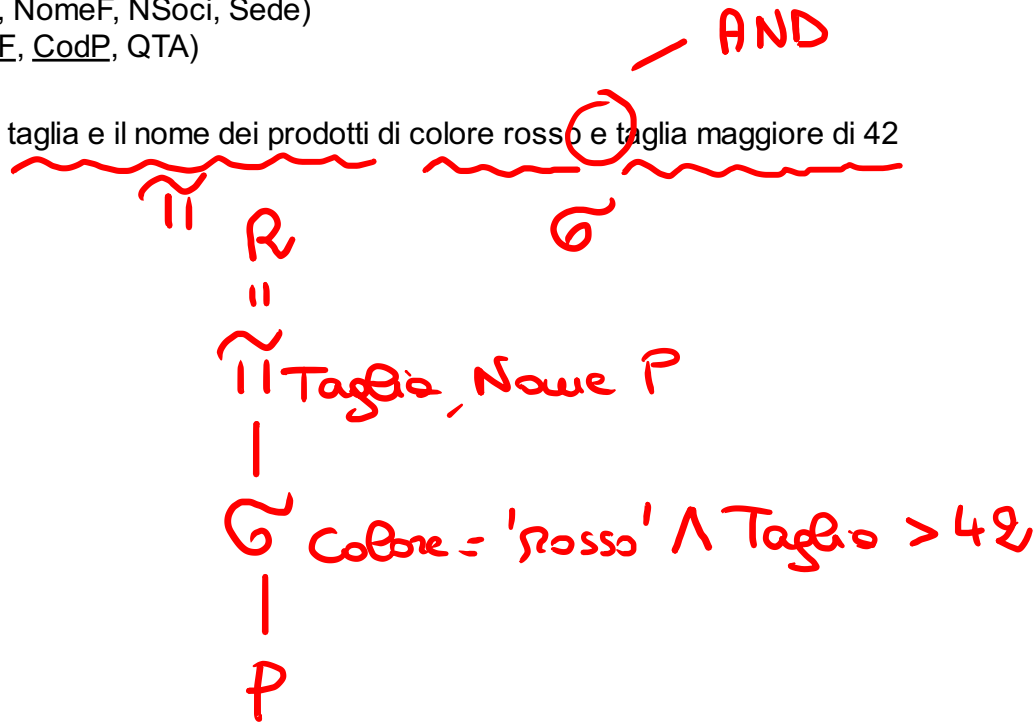 , NomeF, NSoci, Sede)
F, CodP, QTA)
AND
taglia e il nome dei prodotti di colore rosso e taglia maggiore di 42
π
σ
R
=
π Taglia, Nome P
σ Colore = 'rosso' ∧ Taglia > 42
P